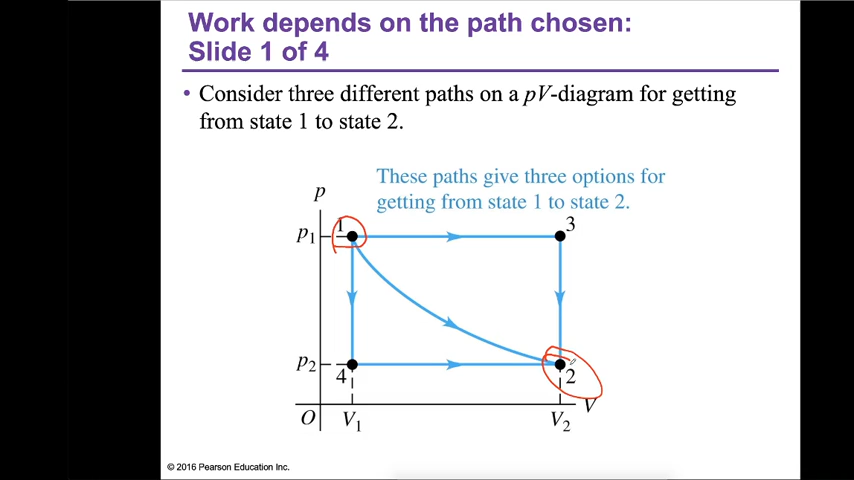 Work depends on the path chosen:
Slide 1 of 4
• Consider three different paths on a pV-diagram for getting
from state 1 to state 2.
These paths give three options for
getting from state 1 to state 2.
p
1
3
p₁
p₂
4
2
V
O
V₁
V₂
© 2016 Pearson Education Inc.